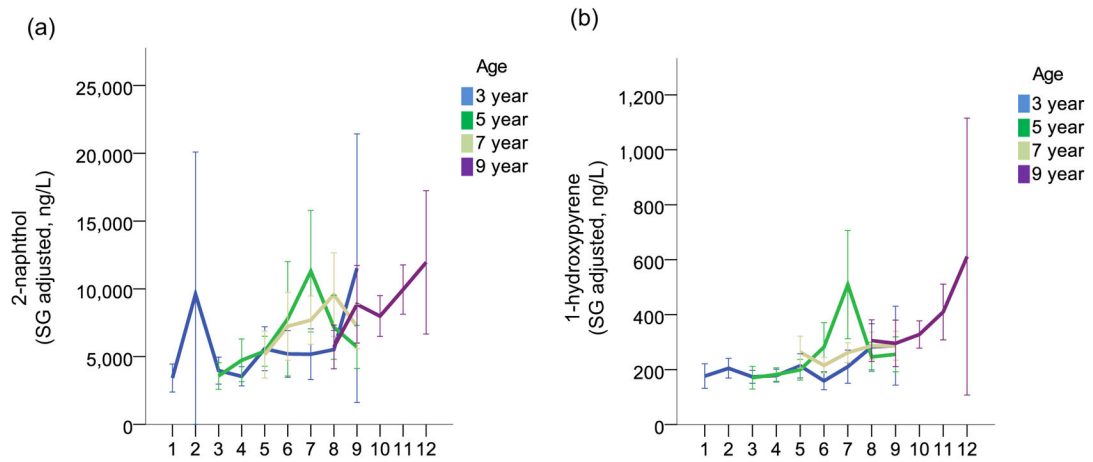 (a)
2-naphthol
(SG adjusted, ng/L)
25,000
20,000
15,000
10,000
5,000
0
1 2 3 4 5 6 7 8 9 10 11 12
Age
3 year
5 year
7 year
9 year
(b)
1-hydroxypyrene
(SG adjusted, ng/L)
1,200
1,000
800
600
400
200
0
1 2 3 4 5 6 7 8 9 10 11 12
Age
3 year
5 year
7 year
9 year